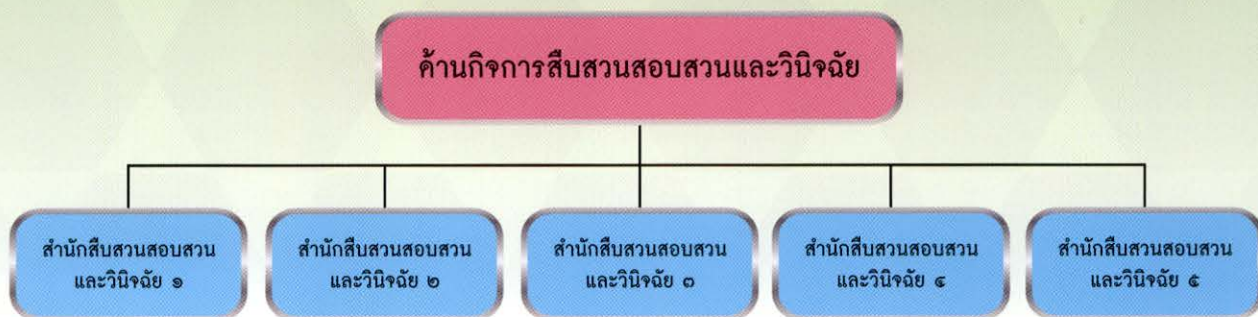 ด้านกิจการสืบสวนสอบสวนและวินิจฉัย
สำนักสืบสวนสอบสวน
และวินิจฉัย ๑
สำนักสืบสวนสอบสวน
และวินิจฉัย ๒
สำนักสืบสวนสอบสวน
และวินิจฉัย ๓
สำนักสืบสวนสอบสวน
และวินิจฉัย ๔
สำนักสืบสวนสอบสวน
และวินิจฉัย ๕